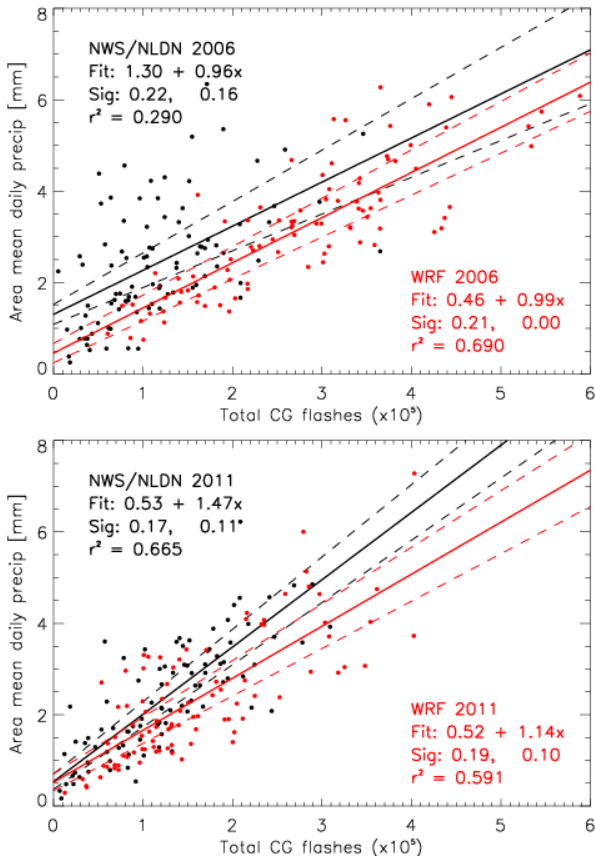 8
6
4
2
0
Area mean daily precip [mm]
NWS/NLDN 2006
Fit: 1.30 + 0.96x
Sig: 0.22, 0.16
r² = 0.290
WRF 2006
Fit: 0.46 + 0.99x
Sig: 0.21, 0.00
r² = 0.690
0 1 2 3 4 5 6
Total CG flashes (x10⁵)
8
6
4
2
0
Area mean daily precip [mm]
NWS/NLDN 2011
Fit: 0.53 + 1.47x
Sig: 0.17, 0.11
r² = 0.665
WRF 2011
Fit: 0.52 + 1.14x
Sig: 0.19, 0.10
r² = 0.591
0 1 2 3 4 5 6
Total CG flashes (x10⁵)